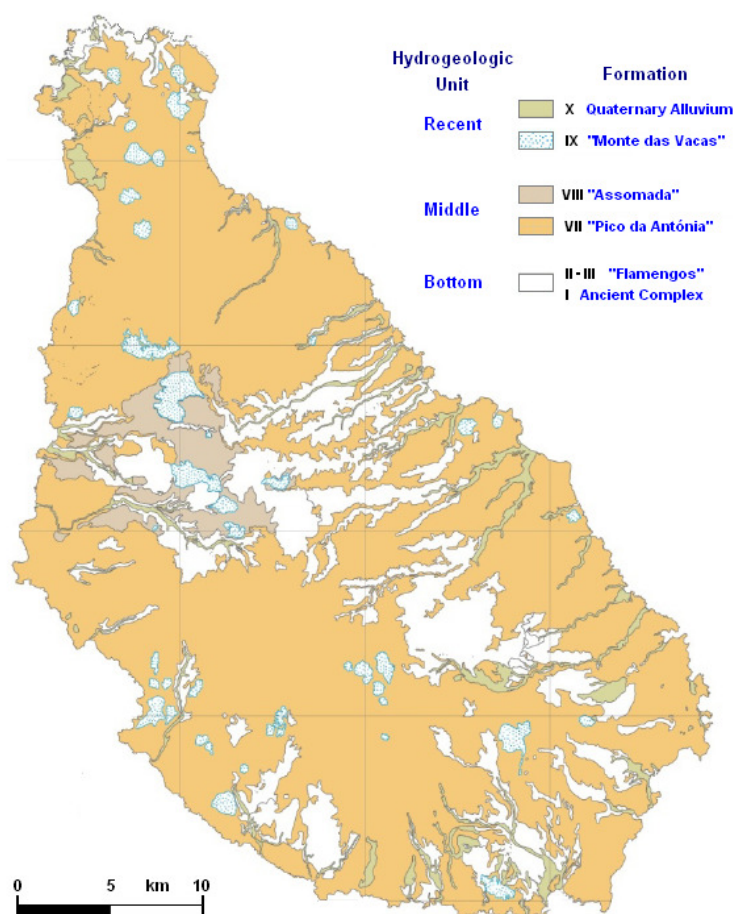 Hydrogeologic
Unit
Formation
Recent
X Quaternary Alluvium
IX "Monte das Vacas"
Middle
VIII "Assomada"
VII "Pico da Antónia"
Bottom
II - III "Flamengos"
I Ancient Complex
0 5 km 10